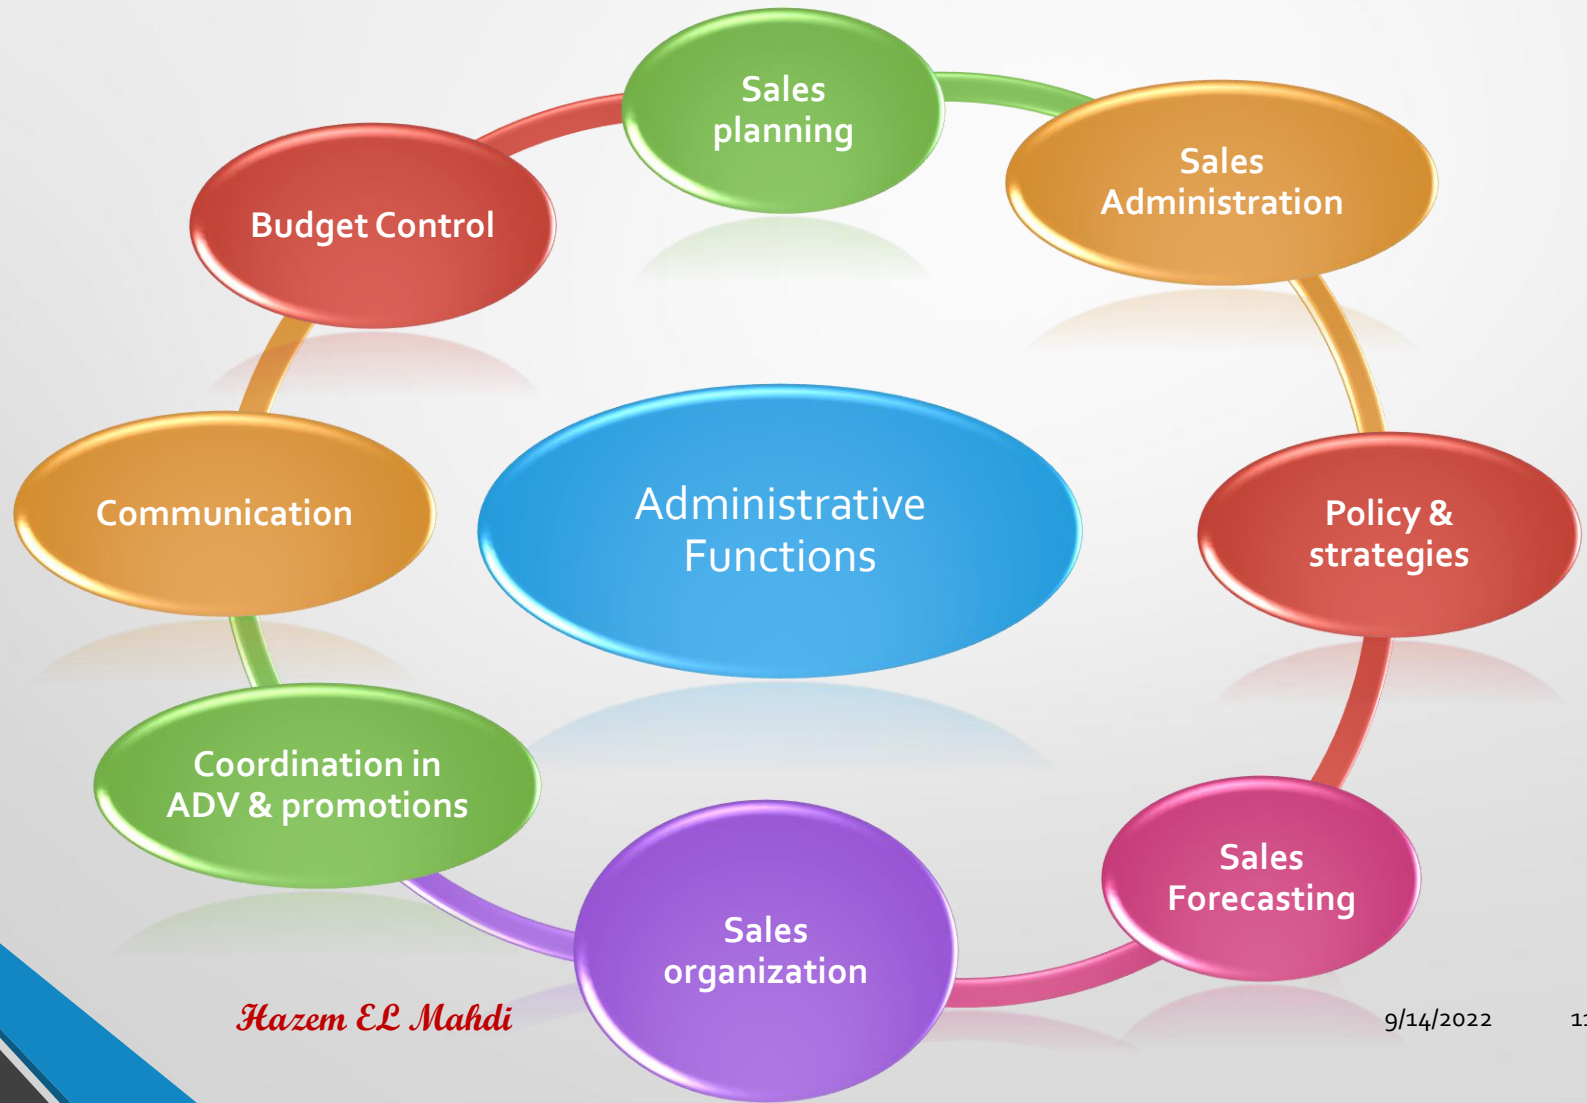 Sales
planning
Sales
Administration
Policy &
strategies
Sales
Forecasting
Sales
organization
Coordination in
ADV & promotions
Communication
Budget Control
Administrative
Functions
Hazem EL Mahdi
9/14/2022
11